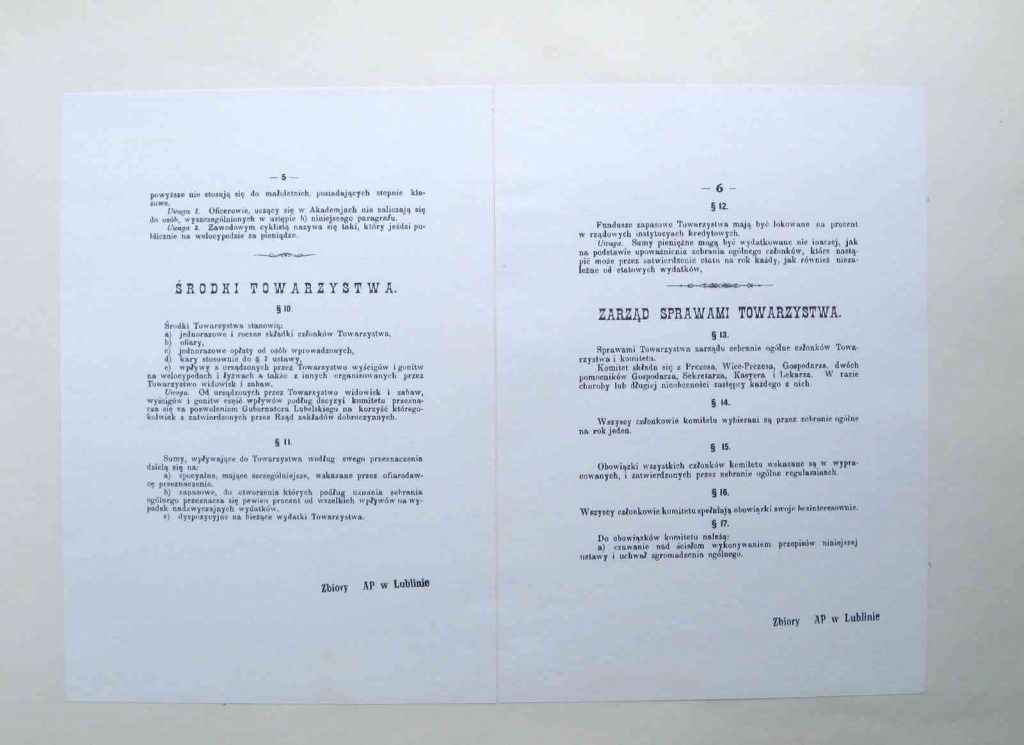 — 5 —
powyższe nie stosują się do małoletnich, posiadających stopnie kla-
sowe.
Uwaga 1. Oficerowie, uczący się w Akademjach nie zaliczają się
do osób, wyszczególnionych w ustępie b) niniejszego paragrafu.
Uwaga 2. Zawodowym cyklistą nazywa się taki, który jeździ pu-
blicznie na welocypedzie za pieniądze.
ŚRODKI TOWARZYSTWA.
§ 10.
Środki Towarzystwa stanowią:
a) jednorazowe i roczne składki członków Towarzystwa,
b) ofiary,
c) jednorazowe opłaty od osób wprowadzonych,
d) kary stosownie do § 7 ustawy,
e) wpływy z urządzonych przez Towarzystwo wyścigów i gonitw
na welocypedach i łyżwach a także z innych organizowanych przez
Towarzystwo widowisk i zabaw.
Uwaga. Od urządzonych przez Towarzystwo widowisk i zabaw,
wyścigów i gonitw część wpływów podług decyzyi komitetu przezna-
cza się za pozwoleniem Gubernatora Lubelskiego na korzyść którego-
kolwiek z zatwierdzonych przez Rząd zakładów dobroczynnych.
§ 11.
Sumy, wpływające do Towarzystwa według swego przeznaczenia
dzielą się na:
a) specyalne, mające szczególniejsze, wskazane przez ofiarodaw-
cę przeznaczenie.
b) zapasowe, do utworzenia których podług uznania zebrania
ogólnego przeznacza się pewien procent od wszelkich wpływów na wy-
padek nadzwyczajnych wydatków.
c) dyspozycyjne na bieżące wydatki Towarzystwa.
Zbiory AP w Lublinie
— 6 —
§ 12.
Fundusze zapasowe Towarzystwa mają być lokowane na procent
w rządowych instytucyach kredytowych.
Uwaga. Sumy pieniężne mogą być wydatkowane nie inaczej, jak
na podstawie upoważnienia zebrania ogólnego członków, które nastą-
pić może przez zatwierdzenie etatu na rok każdy, jak również nieza-
leżne od etatowych wydatków.
ZARZĄD SPRAWAMI TOWARZYSTWA.
§ 13.
Sprawami Towarzystwa zarządza zebranie ogólne członków Towa-
rzystwa i komitetu.
Komitet składa się z Prezesa, Wice-Prezesa, Gospodarza, dwóch
pomocników Gospodarza, Sekretarza, Kasyera i Lekarza. W razie
choroby lub długiej nieobecności zastępcy każdego z nich.
§ 14.
Wszyscy członkowie komitetu wybierani są przez zebranie ogólne
na rok jeden.
§ 15.
Obowiązki wszystkich członków komitetu wskazane są w wypra-
cowanych, i zatwierdzonych przez zebranie ogólne regulaminach.
§ 16.
Wszyscy członkowie komitetu spełniają obowiązki swoje bezinteresownie.
§ 17.
Do obowiązków komitetu należą:
a) czuwanie nad ścisłem wykonywaniem przepisów niniejszej
ustawy i uchwał zgromadzenia ogólnego.
Zbiory AP w Lublinie